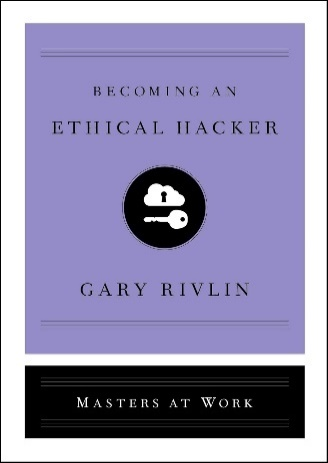 BECOMING AN
ETHICAL HACKER
GARY RIVLIN
MASTERS AT WORK